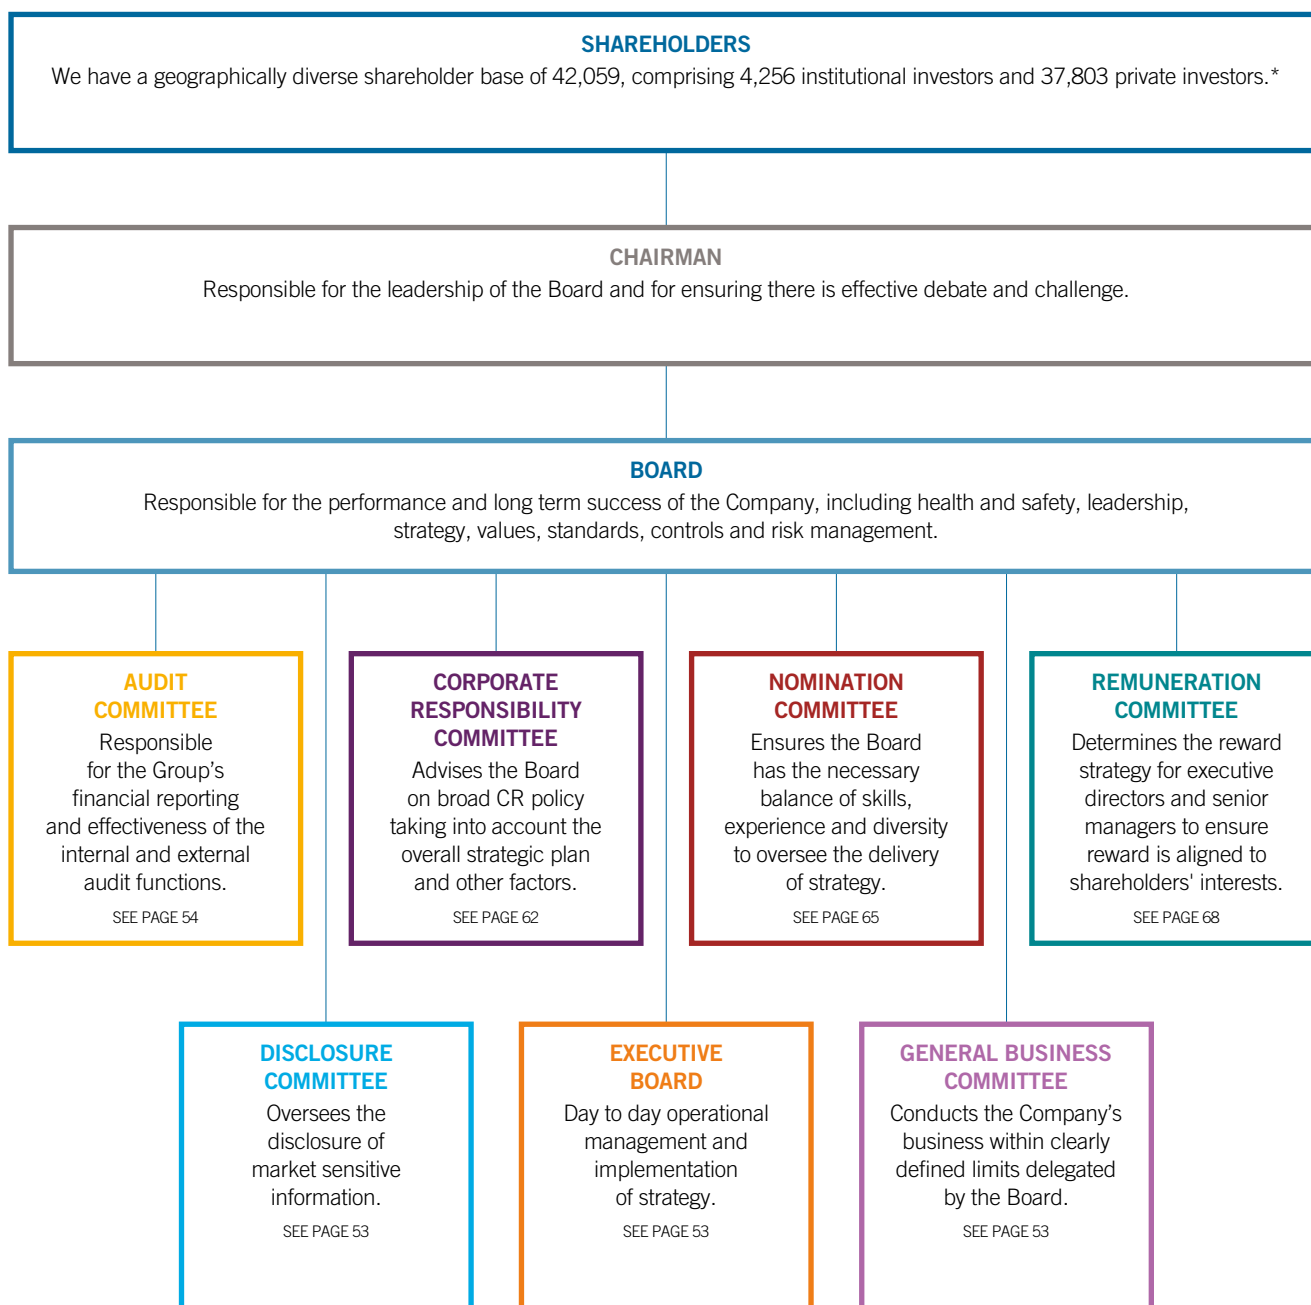 SHAREHOLDERS
We have a geographically diverse shareholder base of 42,059, comprising 4,256 institutional investors and 37,803 private investors.*
CHAIRMAN
Responsible for the leadership of the Board and for ensuring there is effective debate and challenge.
BOARD
Responsible for the performance and long term success of the Company, including health and safety, leadership,
strategy, values, standards, controls and risk management.
AUDIT
COMMITTEE
Responsible
for the Group’s
financial reporting
and effectiveness of the
internal and external
audit functions.
SEE PAGE 54
CORPORATE
RESPONSIBILITY
COMMITTEE
Advises the Board
on broad CR policy
taking into account the
overall strategic plan
and other factors.
SEE PAGE 62
NOMINATION
COMMITTEE
Ensures the Board
has the necessary
balance of skills,
experience and diversity
to oversee the delivery
of strategy.
SEE PAGE 65
REMUNERATION
COMMITTEE
Determines the reward
strategy for executive
directors and senior
managers to ensure
reward is aligned to
shareholders' interests.
SEE PAGE 68
DISCLOSURE
COMMITTEE
Oversees the
disclosure of
market sensitive
information.
SEE PAGE 53
EXECUTIVE
BOARD
Day to day operational
management and
implementation
of strategy.
SEE PAGE 53
GENERAL BUSINESS
COMMITTEE
Conducts the Company’s
business within clearly
defined limits delegated
by the Board.
SEE PAGE 53